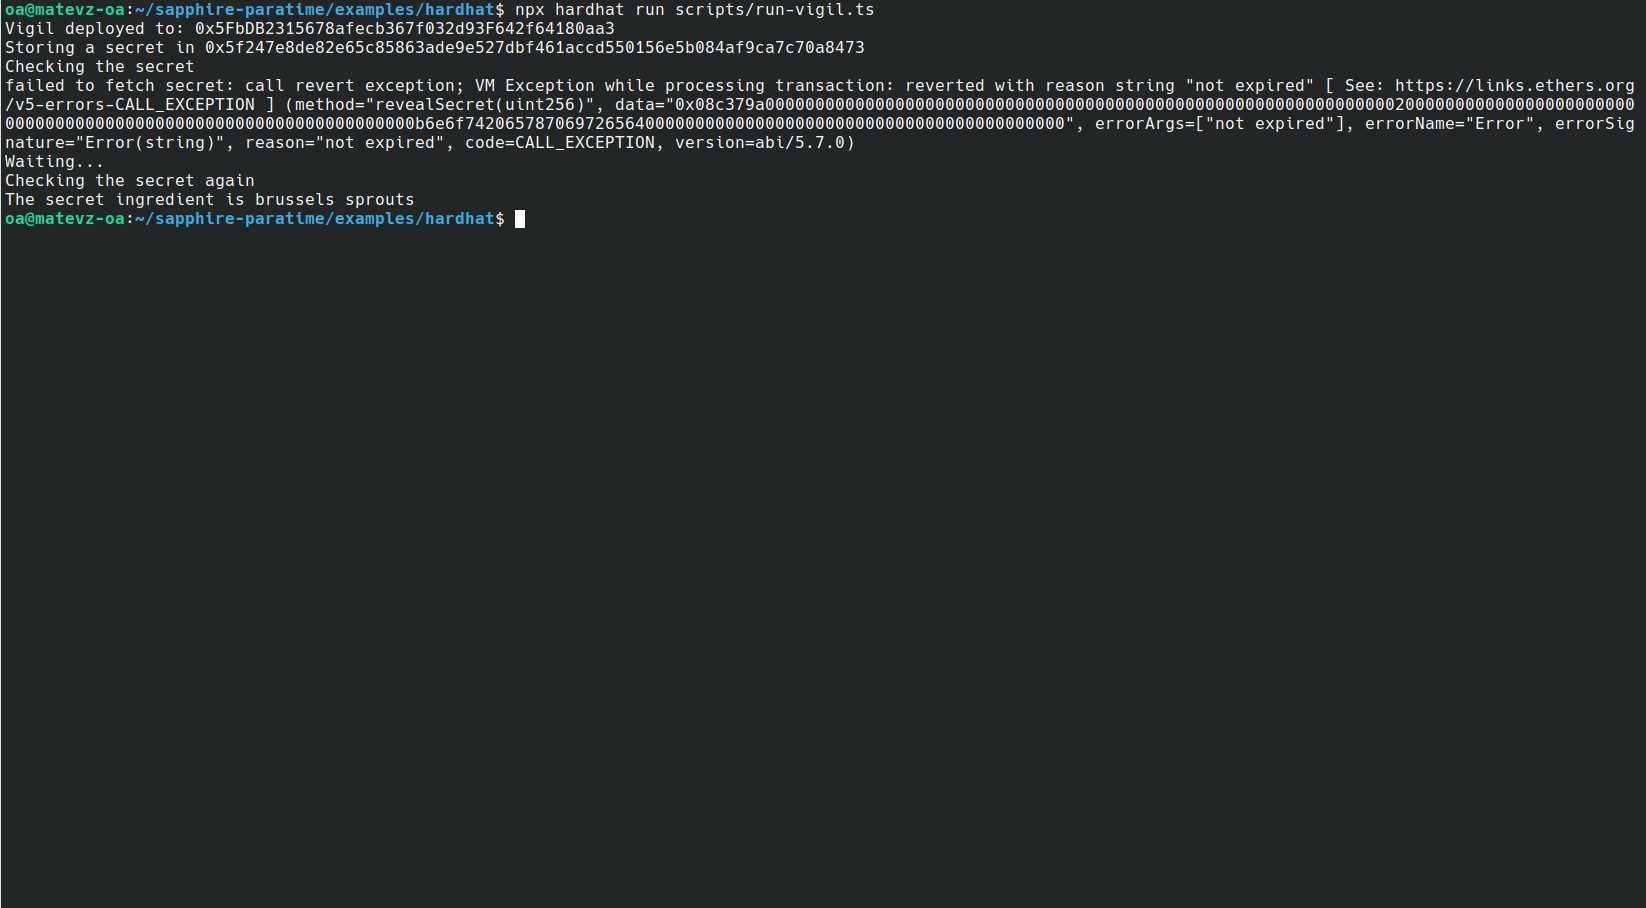 oa@matevz-oa:~/sapphire-paratime/examples/hardhat$ npx hardhat run scripts/run-vigil.ts
Vigil deployed to: 0x5FbDB2315678afecb367f032d93F642f64180aa3
Storing a secret in 0x5f247e8de82e65c85863ade9e527dbf461accd550156e5b084af9ca7c70a8473
Checking the secret
failed to fetch secret: call revert exception; VM Exception while processing transaction: reverted with reason string "not expired" [ See: https://links.ethers.org
/v5-errors-CALL_EXCEPTION ] (method="revealSecret(uint256)", data="0x08c379a000000000000000000000000000000000000000000000000000000000000000200000000000000000000000
00000000000000000000000000000000000000000b6e6f742065787069726564000000000000000000000000000000000000000000", errorArgs=["not expired"], errorName="Error", errorSig
nature="Error(string)", reason="not expired", code=CALL_EXCEPTION, version=abi/5.7.0)
Waiting...
Checking the secret again
The secret ingredient is brussels sprouts
oa@matevz-oa:~/sapphire-paratime/examples/hardhat$